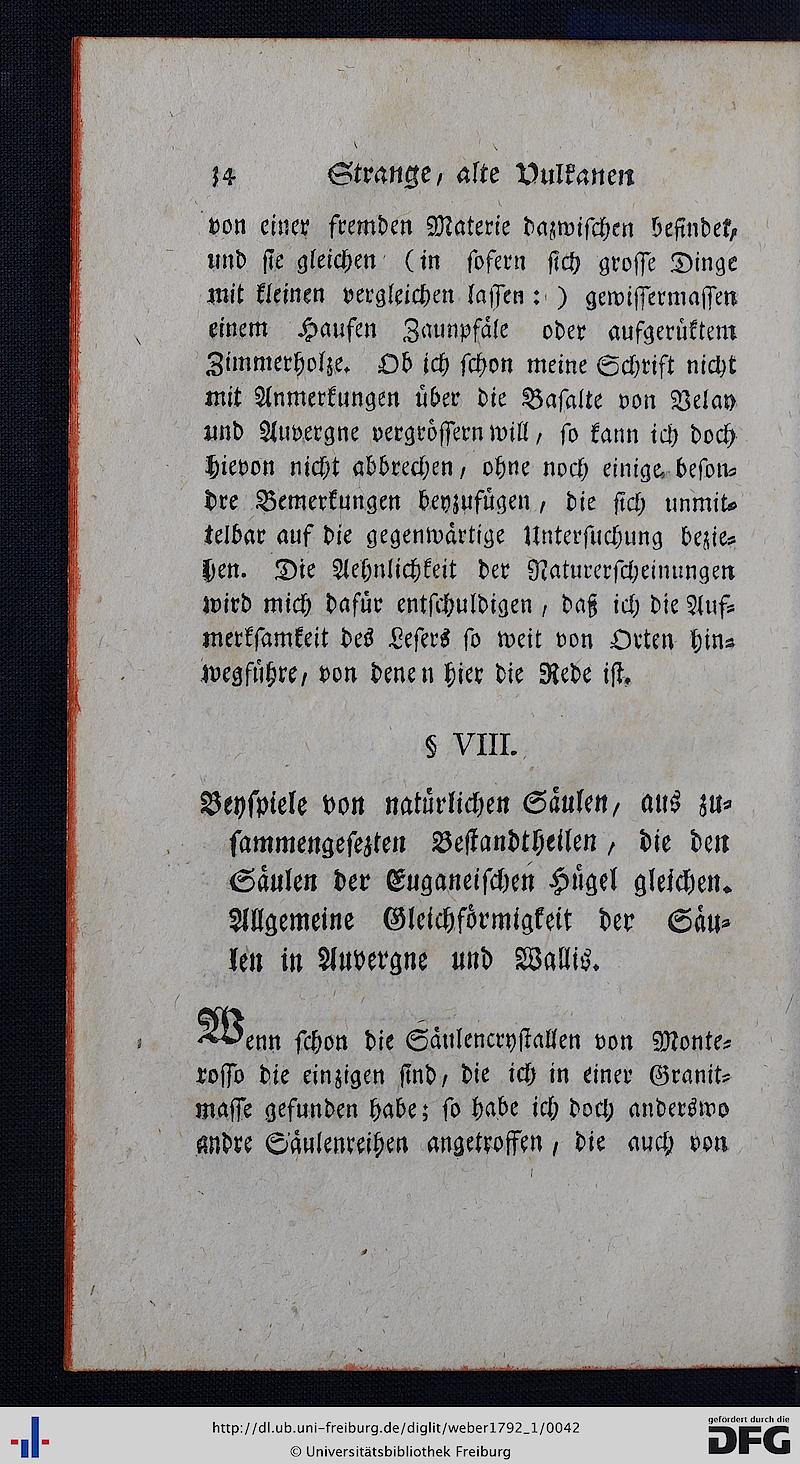 34 Strange, alte Vulkanen
von einer fremden Materie dazwischen befindet,
und sie gleichen (in sofern sich grosse Dinge
mit kleinen vergleichen lassen: ) gewissermassen
einem Haufen Zaunpfäle oder aufgerüktem
Zimmerholze. Ob ich schon meine Schrift nicht
mit Anmerkungen über die Basalte von Velay
und Auvergne vergrössern will, so kann ich doch
hievon nicht abbrechen, ohne noch einige beson-
dre Bemerkungen beyzufügen, die sich unmit-
telbar auf die gegenwärtige Untersuchung bezie-
hen. Die Aehnlichkeit der Naturerscheinungen
wird mich dafür entschuldigen, daß ich die Auf-
merksamkeit des Lesers so weit von Orten hin-
wegführe, von denen hier die Rede ist.
§ VIII.
Beyspiele von natürlichen Säulen, aus zu-
sammengesezten Bestandtheilen, die den
Säulen der Euganeischen Hügel gleichen.
Allgemeine Gleichförmigkeit der Säu-
len in Auvergne und Wallis.
Wenn schon die Säulencrystallen von Monte-
rosso die einzigen sind, die ich in einer Granit-
masse gefunden habe; so habe ich doch anderswo
andre Säulenreihen angetroffen, die auch von
http://dl.ub.uni-freiburg.de/diglit/weber1792_1/0042
© Universitätsbibliothek Freiburg
gefördert durch die
DFG